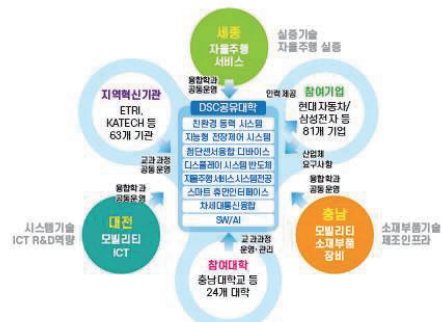 세종
자율주행
서비스
실증기술
자율주행 실증
융합학과
공동운영
지역혁신기관
ETRI,
KATECH 등
63개 기관
교과과정
공동운영
DSC공유대학
친환경 동력 시스템
지능형 전장제어 시스템
첨단센서융합 디바이스
디스플레이 시스템 반도체
자율주행서비스 시스템전공
스마트 휴먼인터페이스
차세대통신융합
SW/AI
인력 제공
참여기업
현대자동차/
삼성전자 등
81개 기업
산업체
요구사항
시스템기술
ICT R&D역량
대전
모빌리티
ICT
융합학과
공동운영
융합학과
공동운영
충남
모빌리티
소재부품
장비
소재부품기술
제조인프라
교과과정
운영·관리
참여대학
충남대학교 등
24개 대학